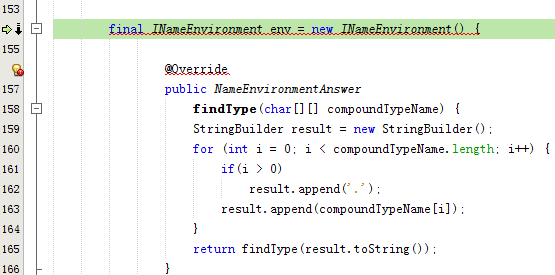 153
final INameEnvironment env = new INameEnvironment() {
155
@Override
157 public NameEnvironmentAnswer
158 findType(char[][] compoundTypeName) {
159 StringBuilder result = new StringBuilder();
160 for (int i = 0; i < compoundTypeName.length; i++) {
161 if(i > 0)
162 result.append('.');
163 result.append(compoundTypeName[i]);
164 }
165 return findType(result.toString());
166 }